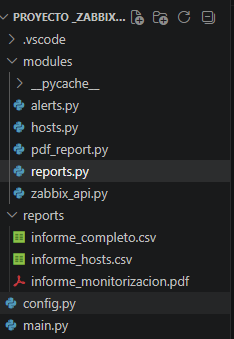 PROYECTO _ZABBIX...
.vscode
modules
__pycache__
alerts.py
hosts.py
pdf_report.py
reports.py
zabbix_api.py
reports
informe_completo.csv
informe_hosts.csv
informe_monitorizacion.pdf
config.py
main.py